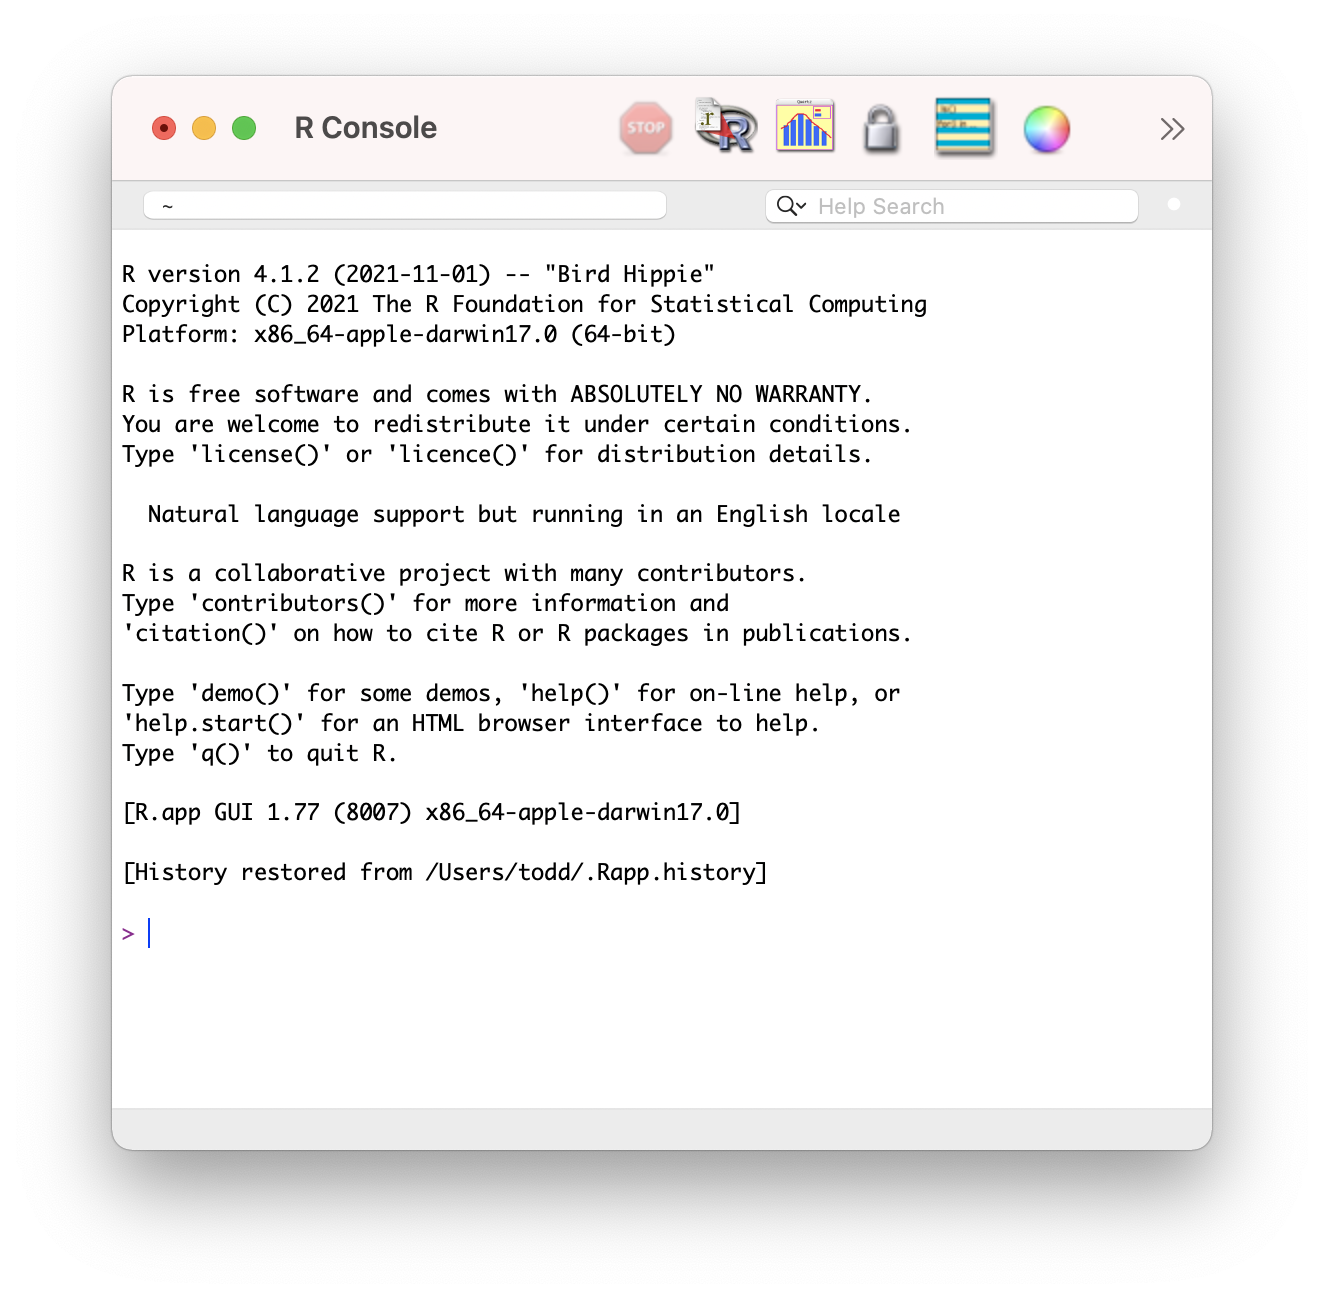 R Console
STOP
~
Help Search
R version 4.1.2 (2021-11-01) -- "Bird Hippie"
Copyright (C) 2021 The R Foundation for Statistical Computing
Platform: x86_64-apple-darwin17.0 (64-bit)
R is free software and comes with ABSOLUTELY NO WARRANTY.
You are welcome to redistribute it under certain conditions.
Type 'license()' or 'licence()' for distribution details.
  Natural language support but running in an English locale
R is a collaborative project with many contributors.
Type 'contributors()' for more information and
'citation()' on how to cite R or R packages in publications.
Type 'demo()' for some demos, 'help()' for on-line help, or
'help.start()' for an HTML browser interface to help.
Type 'q()' to quit R.
[R.app GUI 1.77 (8007) x86_64-apple-darwin17.0]
[History restored from /Users/todd/.Rapp.history]
>